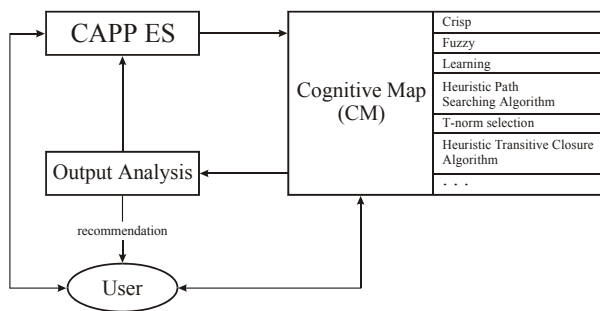 CAPP ES
Cognitive Map
(CM)
Crisp
Fuzzy
Learning
Heuristic Path
Searching Algorithm
T-norm selection
Heuristic Transitive Closure
Algorithm
. . .
Output Analysis
recommendation
User